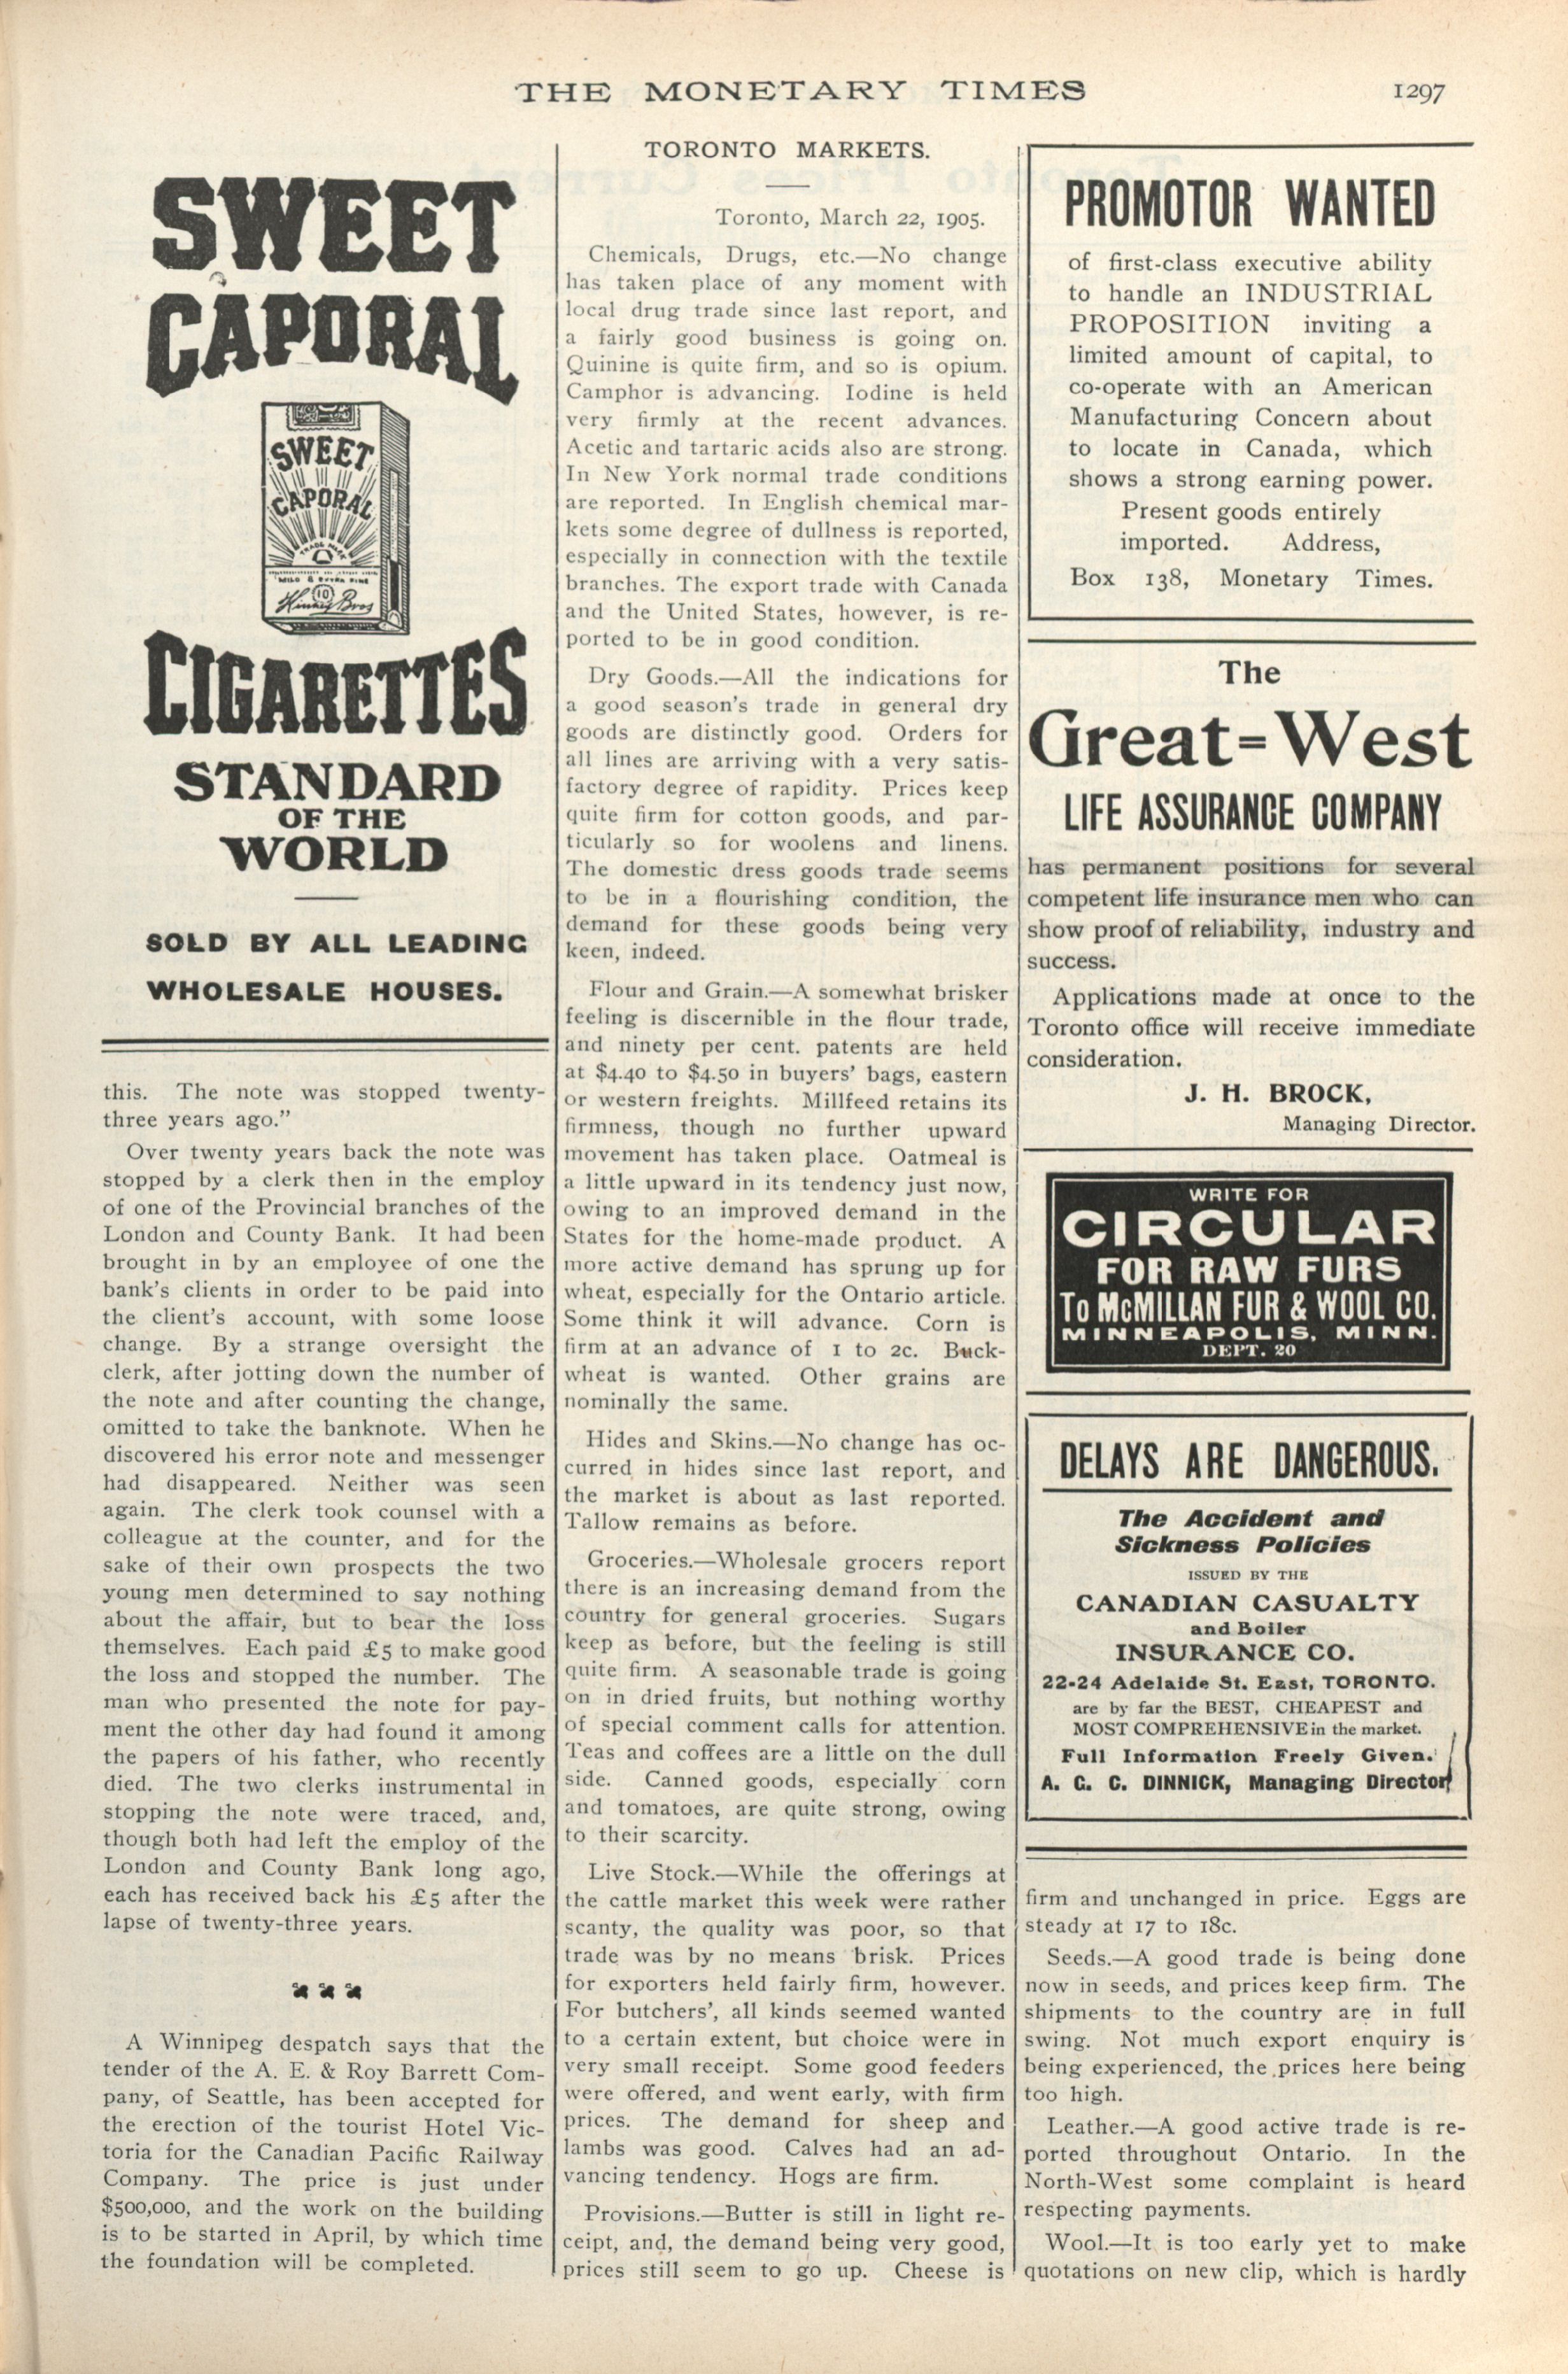 THE MONETARY TIMES
1297
SWEET
CAPORAL
SWEET
CAPORAL
TRADE MARK
MILD & EXTRA FINE
10
Kinney Bros
CIGARETTES
STANDARD
OF THE
WORLD
SOLD BY ALL LEADING
WHOLESALE HOUSES.
this. The note was stopped twenty-
three years ago.”
Over twenty years back the note was
stopped by a clerk then in the employ
of one of the Provincial branches of the
London and County Bank. It had been
brought in by an employee of one the
bank's clients in order to be paid into
the client's account, with some loose
change. By a strange oversight the
clerk, after jotting down the number of
the note and after counting the change,
omitted to take the banknote. When he
discovered his error note and messenger
had disappeared. Neither was seen
again. The clerk took counsel with a
colleague at the counter, and for the
sake of their own prospects the two
young men determined to say nothing
about the affair, but to bear the loss
themselves. Each paid £5 to make good
the loss and stopped the number. The
man who presented the note for pay-
ment the other day had found it among
the papers of his father, who recently
died. The two clerks instrumental in
stopping the note were traced, and,
though both had left the employ of the
London and County Bank long ago,
each has received back his £5 after the
lapse of twenty-three years.
A Winnipeg despatch says that the
tender of the A. E. & Roy Barrett Com-
pany, of Seattle, has been accepted for
the erection of the tourist Hotel Vic-
toria for the Canadian Pacific Railway
Company. The price is just under
$500,000, and the work on the building
is to be started in April, by which time
the foundation will be completed.
TORONTO MARKETS.
Toronto, March 22, 1905.
Chemicals, Drugs, etc.—No change
has taken place of any moment with
local drug trade since last report, and
a fairly good business is going on.
Quinine is quite firm, and so is opium.
Camphor is advancing. Iodine is held
very firmly at the recent advances.
Acetic and tartaric acids also are strong.
In New York normal trade conditions
are reported. In English chemical mar-
kets some degree of dullness is reported,
especially in connection with the textile
branches. The export trade with Canada
and the United States, however, is re-
ported to be in good condition.
Dry Goods.—All the indications for
a good season's trade in general dry
goods are distinctly good. Orders for
all lines are arriving with a very satis-
factory degree of rapidity. Prices keep
quite firm for cotton goods, and par-
ticularly so for woolens and linens.
The domestic dress goods trade seems
to be in a flourishing condition, the
demand for these goods being very
keen, indeed.
Flour and Grain.—A somewhat brisker
feeling is discernible in the flour trade,
and ninety per cent. patents are held
at $4.40 to $4.50 in buyers' bags, eastern
or western freights. Millfeed retains its
firmness, though no further upward
movement has taken place. Oatmeal is
a little upward in its tendency just now,
owing to an improved demand in the
States for the home-made product. A
more active demand has sprung up for
wheat, especially for the Ontario article.
Some think it will advance. Corn is
firm at an advance of 1 to 2c. Buck-
wheat is wanted. Other grains are
nominally the same.
Hides and Skins.—No change has oc-
curred in hides since last report, and
the market is about as last reported.
Tallow remains as before.
Groceries.—Wholesale grocers report
there is an increasing demand from the
country for general groceries. Sugars
keep as before, but the feeling is still
quite firm. A seasonable trade is going
on in dried fruits, but nothing worthy
of special comment calls for attention.
Teas and coffees are a little on the dull
side. Canned goods, especially corn
and tomatoes, are quite strong, owing
to their scarcity.
Live Stock.—While the offerings at
the cattle market this week were rather
scanty, the quality was poor, so that
trade was by no means brisk. Prices
for exporters held fairly firm, however.
For butchers', all kinds seemed wanted
to a certain extent, but choice were in
very small receipt. Some good feeders
were offered, and went early, with firm
prices. The demand for sheep and
lambs was good. Calves had an ad-
vancing tendency. Hogs are firm.
Provisions.—Butter is still in light re-
ceipt, and, the demand being very good,
prices still seem to go up. Cheese is
PROMOTOR WANTED
of first-class executive ability
to handle an INDUSTRIAL
PROPOSITION inviting a
limited amount of capital, to
co-operate with an American
Manufacturing Concern about
to locate in Canada, which
shows a strong earning power.
Present goods entirely
imported. Address,
Box 138, Monetary Times.
The
Great=West
LIFE ASSURANCE COMPANY
has permanent positions for several
competent life insurance men who can
show proof of reliability, industry and
success.
Applications made at once to the
Toronto office will receive immediate
consideration.
J. H. BROCK,
Managing Director.
WRITE FOR
CIRCULAR
FOR RAW FURS
To McMILLAN FUR & WOOL CO.
MINNEAPOLIS, MINN.
DEPT. 20
DELAYS ARE DANGEROUS.
The Accident and
Sickness Policies
ISSUED BY THE
CANADIAN CASUALTY
and Boiler
INSURANCE CO.
22-24 Adelaide St. East, TORONTO.
are by far the BEST, CHEAPEST and
MOST COMPREHENSIVE in the market.
Full Information Freely Given.
A. G. C. DINNICK, Managing Director
firm and unchanged in price. Eggs are
steady at 17 to 18c.
Seeds.—A good trade is being done
now in seeds, and prices keep firm. The
shipments to the country are in full
swing. Not much export enquiry is
being experienced, the prices here being
too high.
Leather.—A good active trade is re-
ported throughout Ontario. In the
North-West some complaint is heard
respecting payments.
Wool.—It is too early yet to make
quotations on new clip, which is hardly